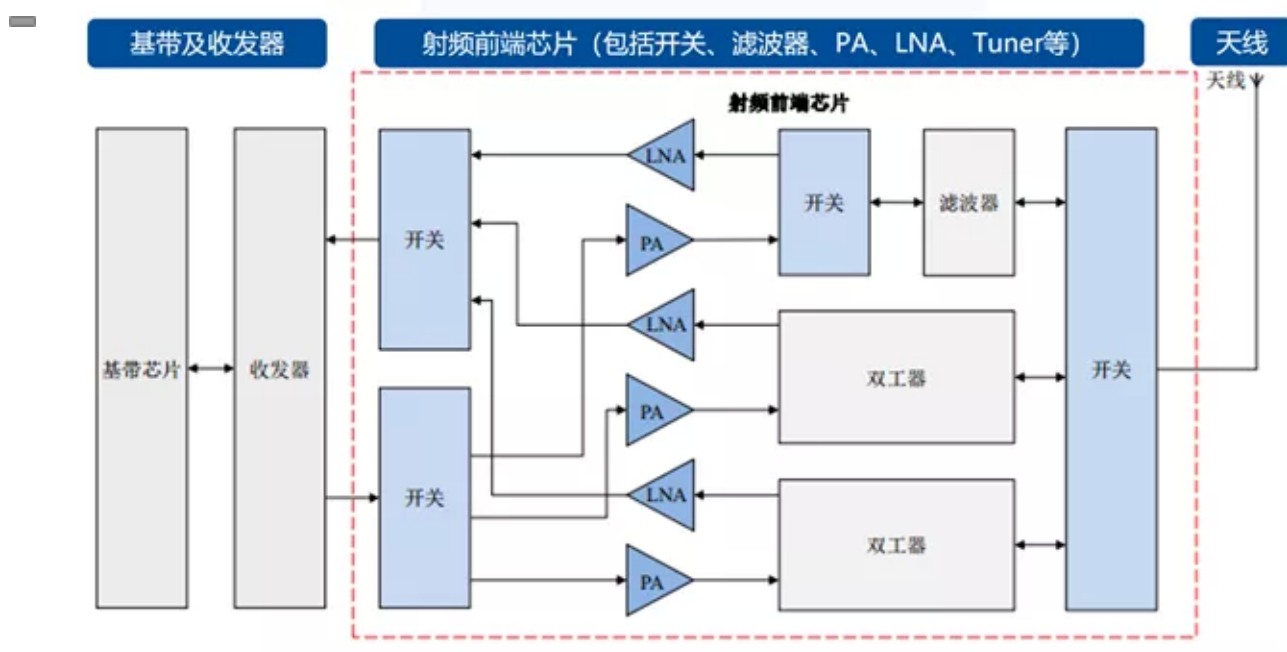 基带及收发器
射频前端芯片（包括开关、滤波器、PA、LNA、Tuner等）
天线
天线
射频前端芯片
LNA
开关
滤波器
开关
PA
LNA
基带芯片
收发器
双工器
开关
PA
开关
LNA
双工器
PA